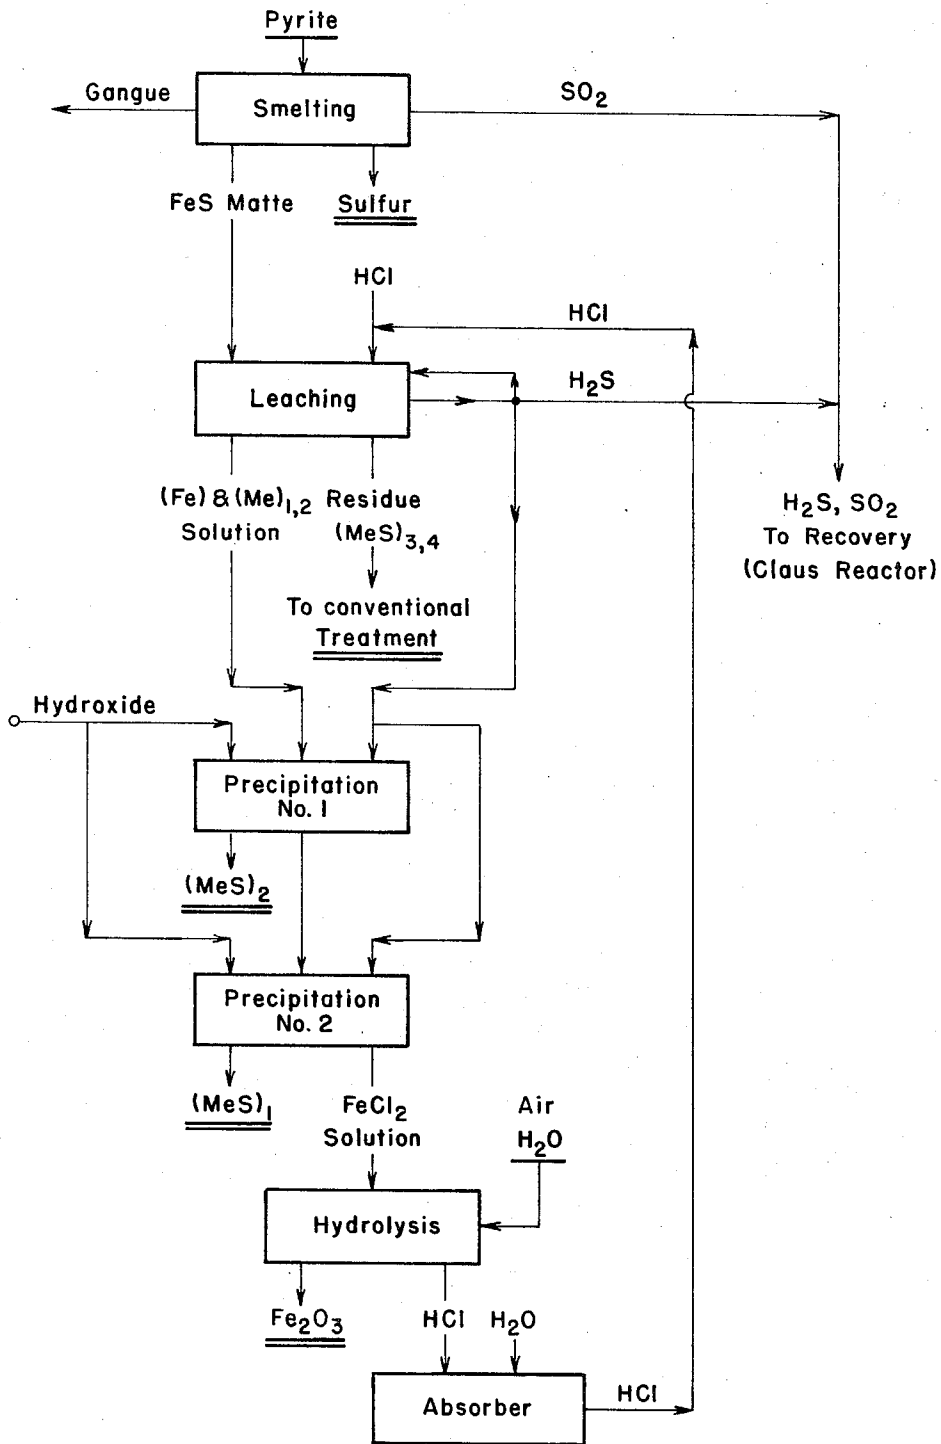 Pyrite
Gangue
Smelting
SO₂
FeS Matte
Sulfur
HCl
HCl
Leaching
H₂S
(Fe) & (Me)₁,₂
Solution
Residue
(MeS)₃,₄
H₂S, SO₂
To Recovery
(Claus Reactor)
To conventional
Treatment
Hydroxide
Precipitation
No. 1
(MeS)₂
Precipitation
No. 2
(MeS)₁
FeCl₂
Solution
Air
H₂O
Hydrolysis
Fe₂O₃
HCl
H₂O
Absorber
HCl